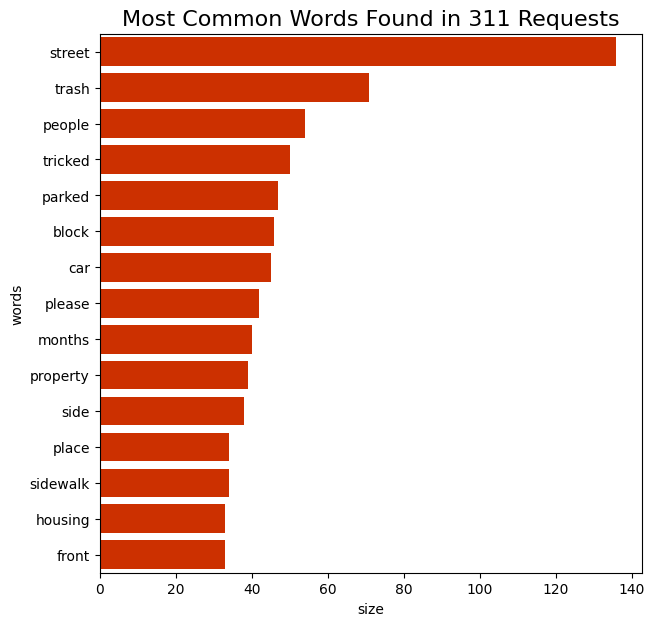 Most Common Words Found in 311 Requests
street
trash
people
tricked
parked
block
car
please
months
property
side
place
sidewalk
housing
front
words
0 20 40 60 80 100 120 140
size